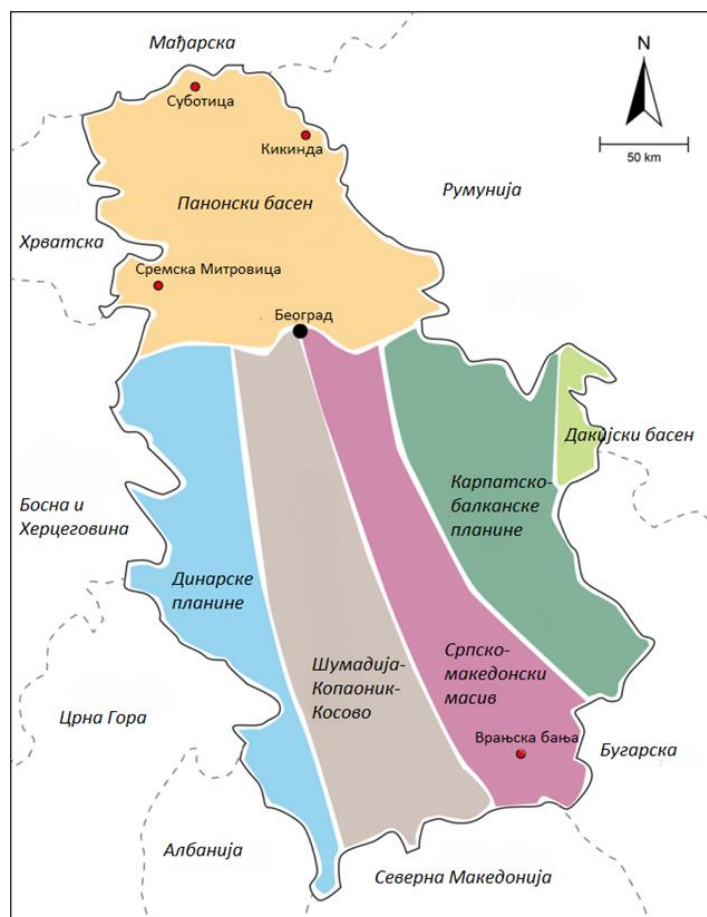 Мађарска
N
Суботица
Кикинда
50 km
Панонски басен
Румунија
Хрватска
Сремска Митровица
Београд
Дакијски басен
Карпатско-
балканске
планине
Босна и
Херцеговина
Динарске
планине
Српско-
македонски
масив
Шумадија-
Копаоник-
Косово
Црна Гора
Врањска бања
Бугарска
Албанија
Северна Македонија